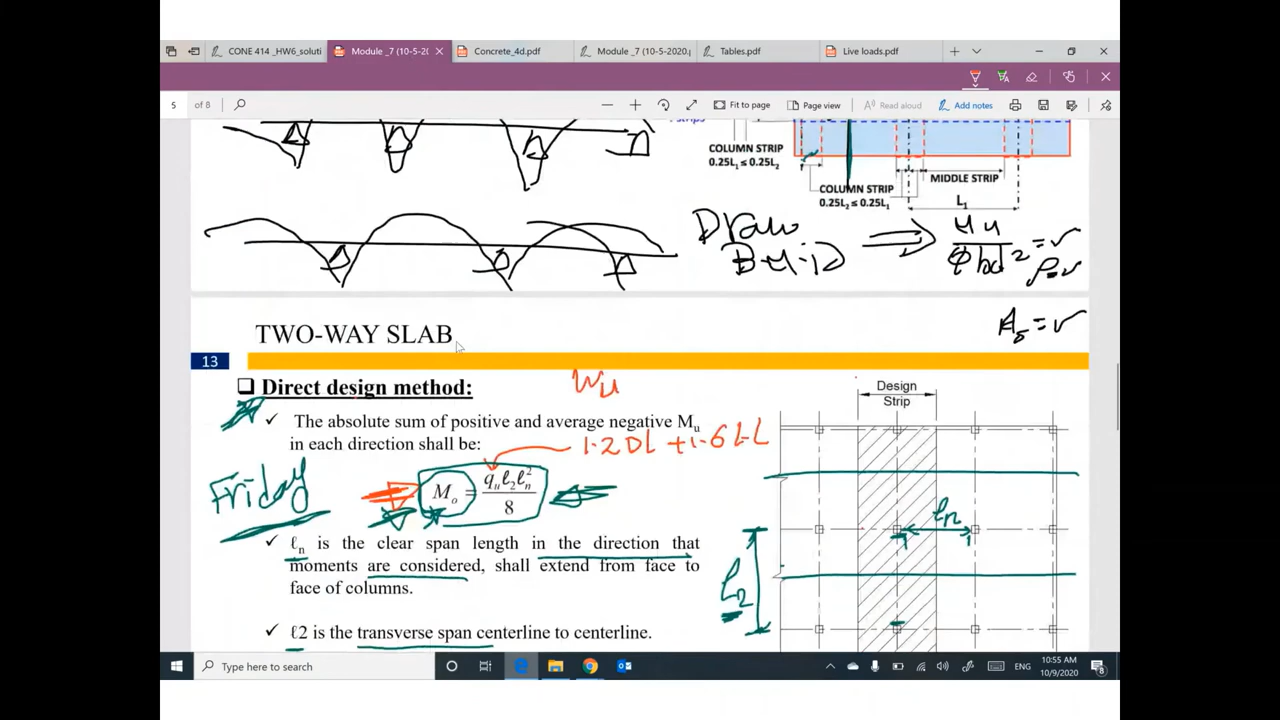 CONE 414 _HW6_soluti
Module _7 (10-5-20
Concrete_4d.pdf
Module _7 (10-5-2020.
Tables.pdf
Live loads.pdf
5 of 8
Fit to page
Page view
Read aloud
Add notes
COLUMN STRIP
0.25L₁ ≤ 0.25L₂
MIDDLE STRIP
COLUMN STRIP
0.25L₂ ≤ 0.25L₁
L₁
Draw
B.M.D
Mu
ϕbd² = ✓
ρ = ✓
As = ✓
TWO-WAY SLAB
13
Wu
Direct design method:
Design
Strip
✓ The absolute sum of positive and average negative Mu
in each direction shall be:
1.2DL + 1.6L.L
Friday
Mo = quℓ2ℓn² / 8
ℓn
✓ ℓn is the clear span length in the direction that
moments are considered, shall extend from face to
face of columns.
ℓ2
✓ ℓ2 is the transverse span centerline to centerline.
Type here to search
ENG
10:55 AM
10/9/2020
8